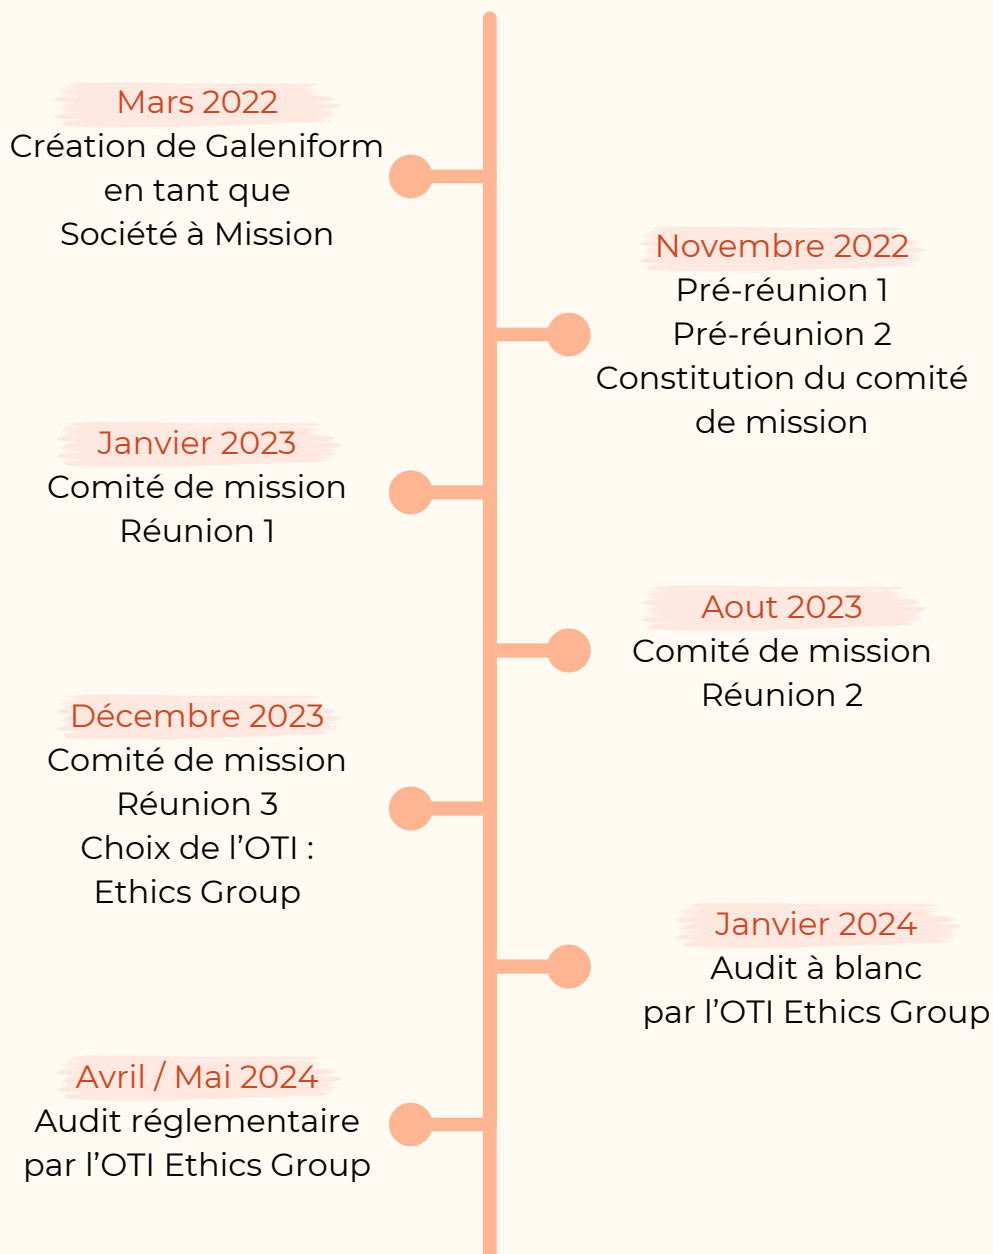 Mars 2022
Création de Galeniform
en tant que
Société à Mission
Novembre 2022
Pré-réunion 1
Pré-réunion 2
Constitution du comité
de mission
Janvier 2023
Comité de mission
Réunion 1
Aout 2023
Comité de mission
Réunion 2
Décembre 2023
Comité de mission
Réunion 3
Choix de l’OTI :
Ethics Group
Janvier 2024
Audit à blanc
par l’OTI Ethics Group
Avril / Mai 2024
Audit réglementaire
par l’OTI Ethics Group